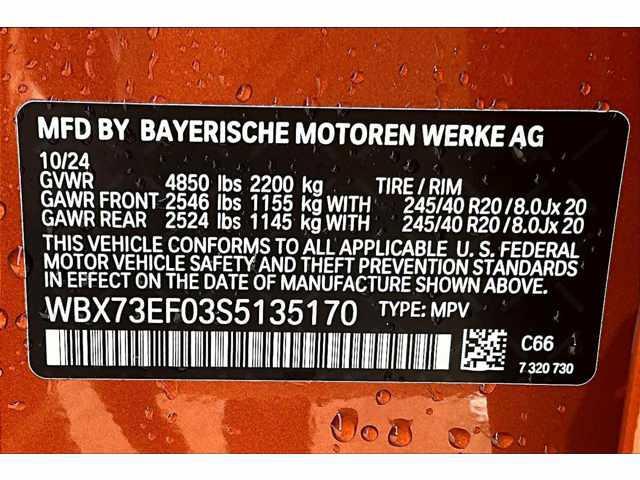 MFD BY BAYERISCHE MOTOREN WERKE AG
10/24
GVWR 4850 lbs 2200 kg TIRE / RIM
GAWR FRONT 2546 lbs 1155 kg WITH 245/40 R20 / 8.0Jx 20
GAWR REAR 2524 lbs 1145 kg WITH 245/40 R20 / 8.0Jx 20
THIS VEHICLE CONFORMS TO ALL APPLICABLE U. S. FEDERAL
MOTOR VEHICLE SAFETY AND THEFT PREVENTION STANDARDS
IN EFFECT ON THE DATE OF MANUFACTURE SHOWN ABOVE.
WBX73EF03S5135170 TYPE: MPV
C66
7 320 730